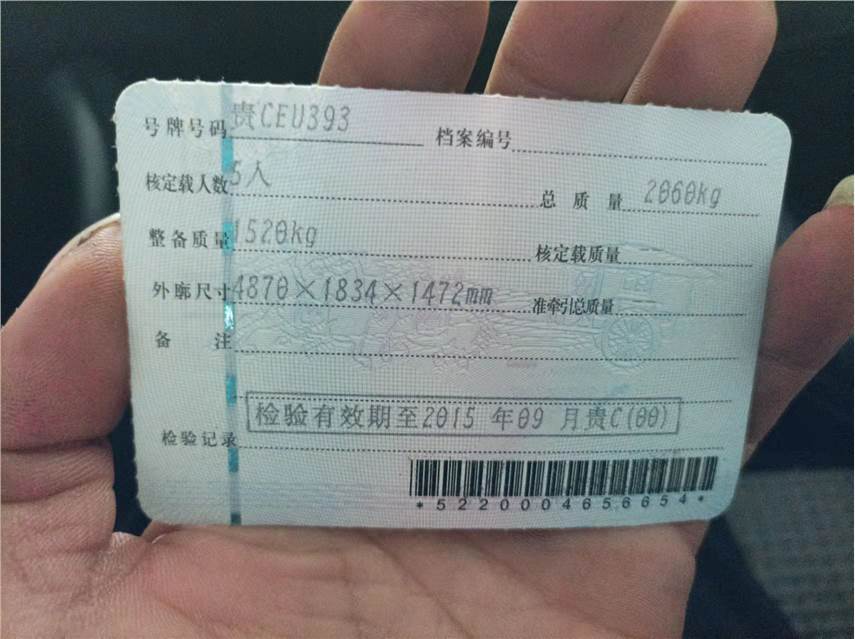 号牌号码 贵CEU393 档案编号
核定载人数 5人 总质量 2060kg
整备质量 1520kg 核定载质量
外廓尺寸 4870×1834×1472mm 准牵引总质量
备注
检验记录 检验有效期至2015 年09 月贵C(00)
*5220004656654*